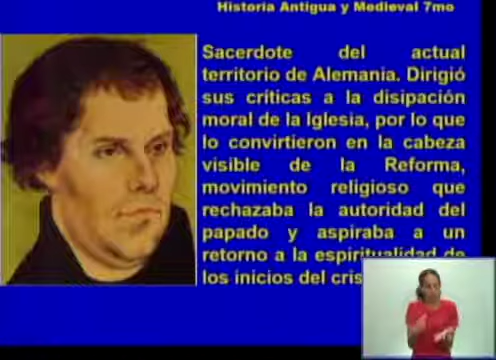 Historia Antigua y Medieval 7mo
Sacerdote del actual
territorio de Alemania. Dirigió
sus críticas a la disipación
moral de la Iglesia, por lo que
lo convirtieron en la cabeza
visible de la Reforma,
movimiento religioso que
rechazaba la autoridad del
papado y aspiraba a un
retorno a la espiritualidad de
los inicios del cris